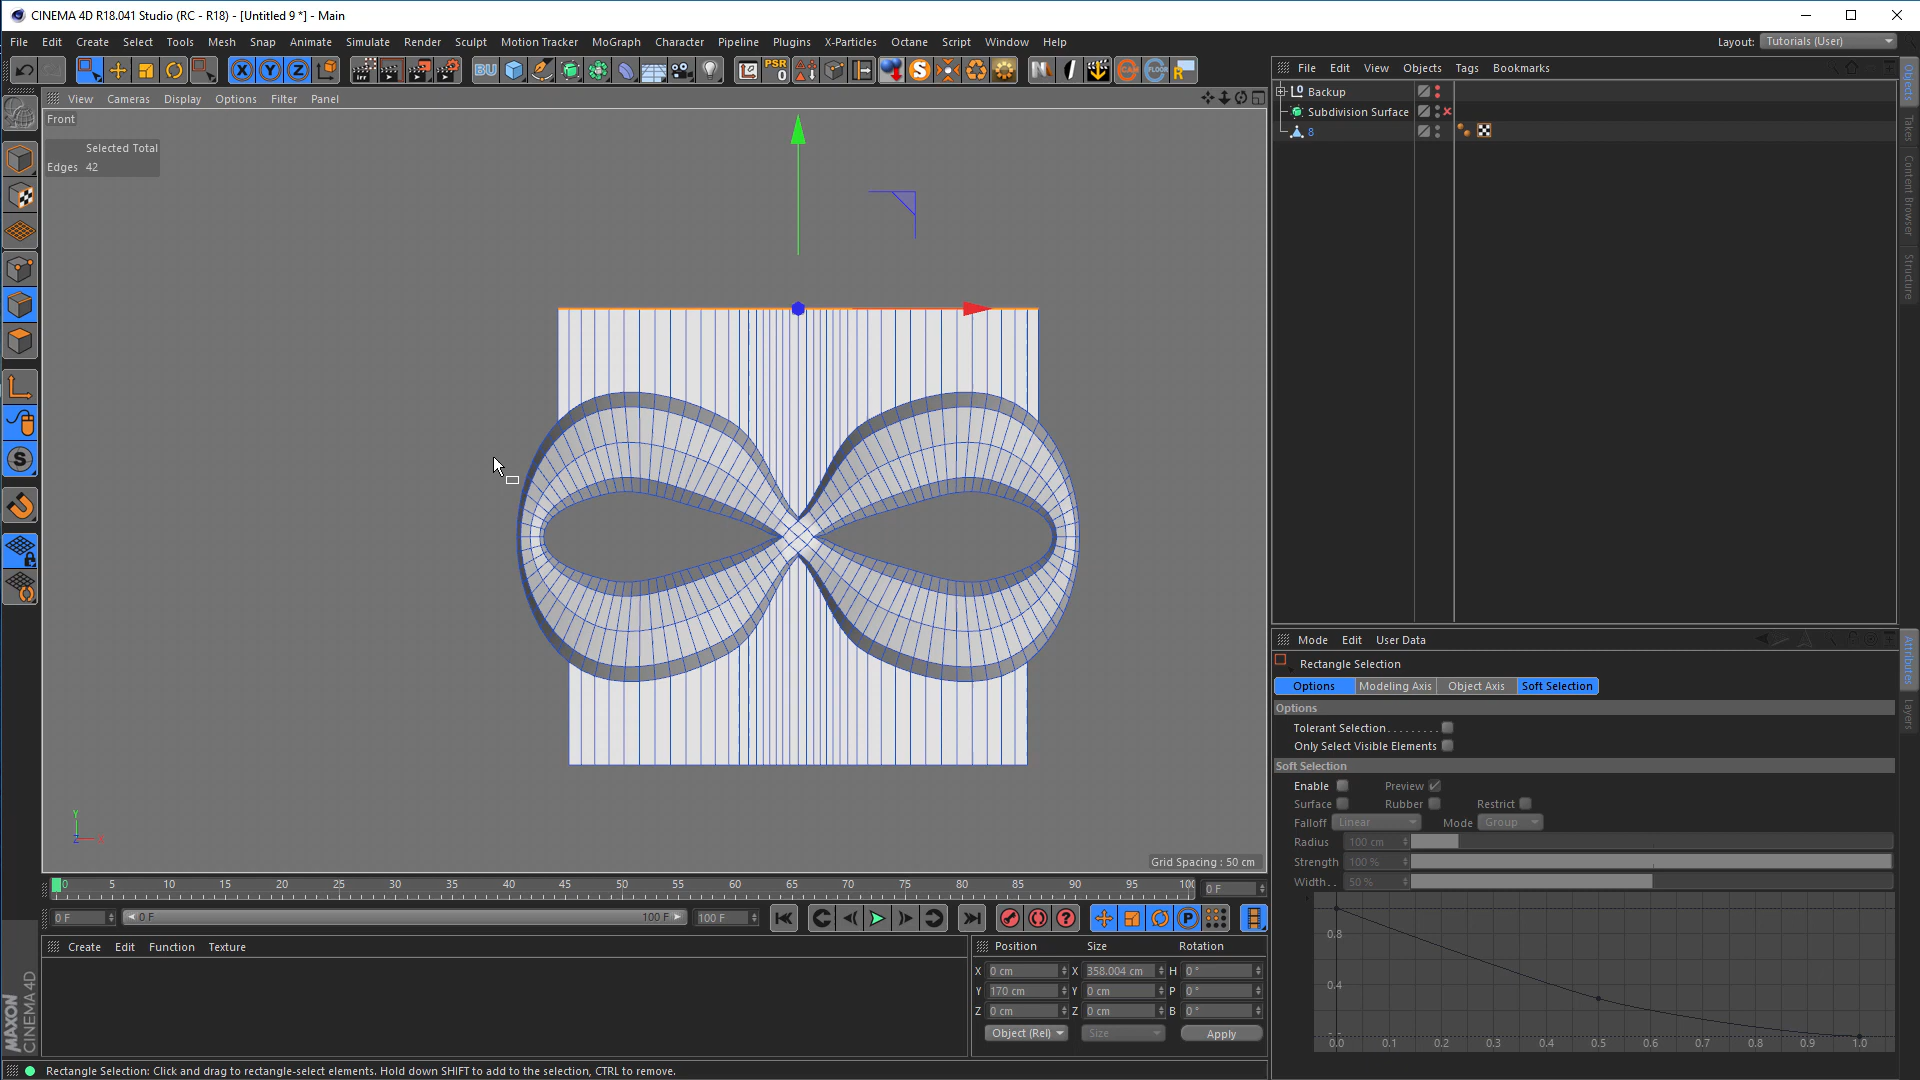 CINEMA 4D R18.041 Studio (RC - R18) - [Untitled 9 *] - Main
File Edit Create Select Tools Mesh Snap Animate Simulate Render Sculpt Motion Tracker MoGraph Character Pipeline Plugins X-Particles Octane Script Window Help
Layout: Tutorials (User)
X Y Z BU PSR 0 S
View Cameras Display Options Filter Panel
Front
Selected Total
Edges 42
Grid Spacing : 50 cm
File Edit View Objects Tags Bookmarks
Backup
Subdivision Surface
8
Objects
Takes
Content Browser
Structure
Mode Edit User Data
Rectangle Selection
Options Modeling Axis Object Axis Soft Selection
Options
Tolerant Selection . . . . . . . . .
Only Select Visible Elements
Soft Selection
Enable Preview
Surface Rubber Restrict
Falloff Linear Mode Group
Radius 100 cm
Strength 100 %
Width. . 50 %
0.8
0.4
0.0 0.1 0.2 0.3 0.4 0.5 0.6 0.7 0.8 0.9 1.0
Attributes
Layers
0 5 10 15 20 25 30 35 40 45 50 55 60 65 70 75 80 85 90 95 100
0 F
0 F 0 F 100 F 100 F
P
Create Edit Function Texture
Position Size Rotation
X 0 cm X 358.004 cm H 0 °
Y 170 cm Y 0 cm P 0 °
Z 0 cm Z 0 cm B 0 °
Object (Rel) Size Apply
MAXON
CINEMA 4D
Y
Z X
Rectangle Selection: Click and drag to rectangle-select elements. Hold down SHIFT to add to the selection, CTRL to remove.